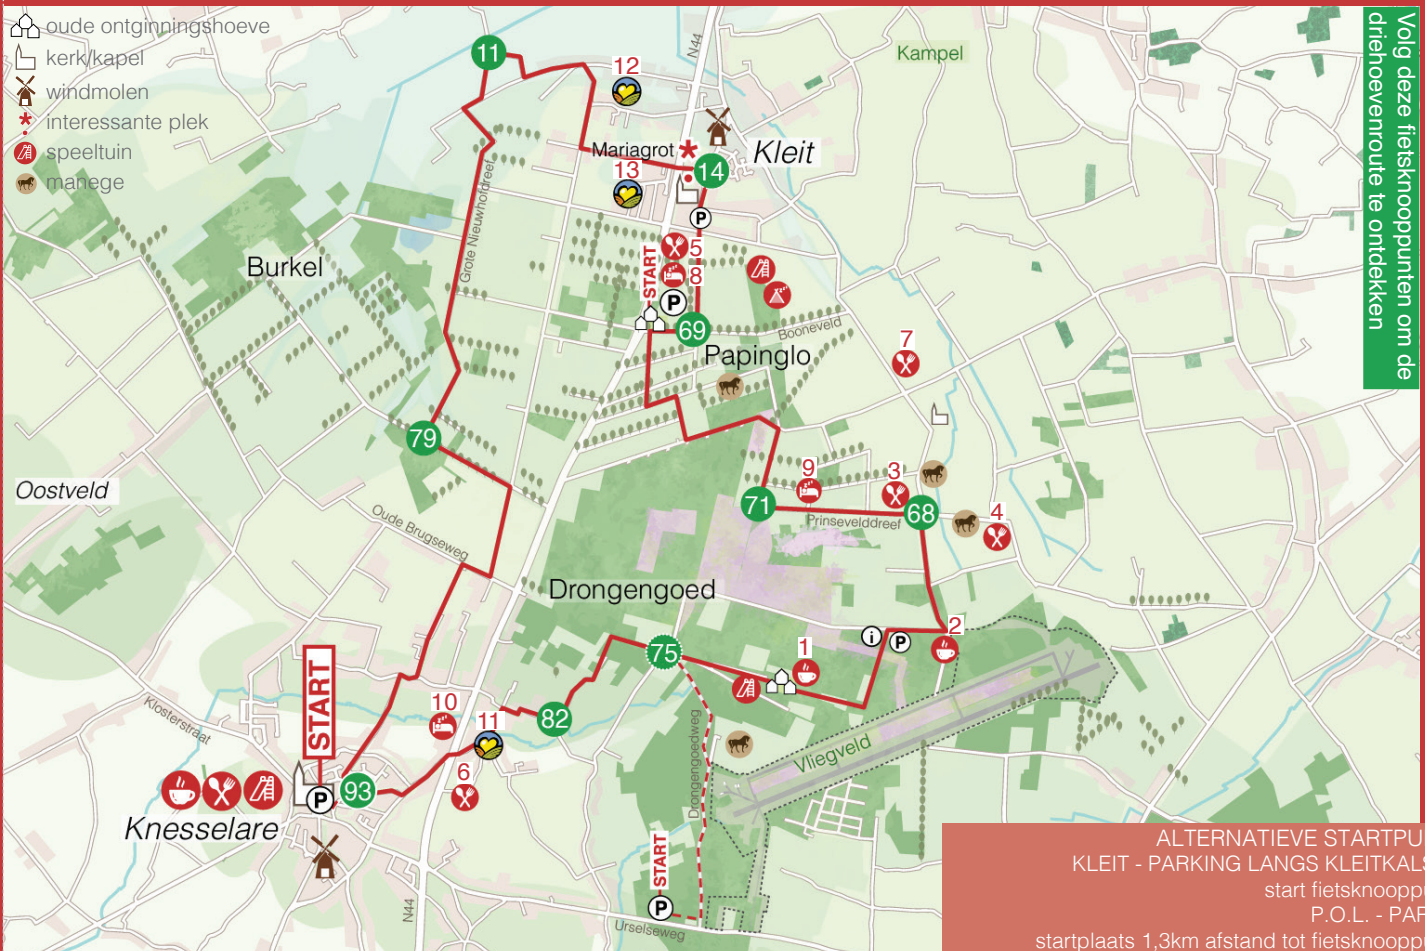 oude ontginningshoeve
kerk/kapel
windmolen
interessante plek
speeltuin
manege
Volg deze fietsknooppunten om de
driehoevenroute te ontdekken
11
12
N44
Kampel
Mariagrot
Kleit
13
14
P
Grote Nieuwhofdreef
Burkel
START
5
8
P
69
Booneveld
Papinglo
7
79
Oostveld
9
3
71
68
4
Prinsevelddreef
Oude Brugseweg
Drongengoed
75
1
i
P
2
START
Klosterstraat
10
11
82
Drongengoedweg
Vliegveld
6
93
P
Knesselare
START
P
N44
Urselseweg
ALTERNATIEVE STARTPU
KLEIT - PARKING LANGS KLEITKALS
start fietsknooppu
P.O.L. - PAR
startplaats 1,3km afstand tot fietsknooppu